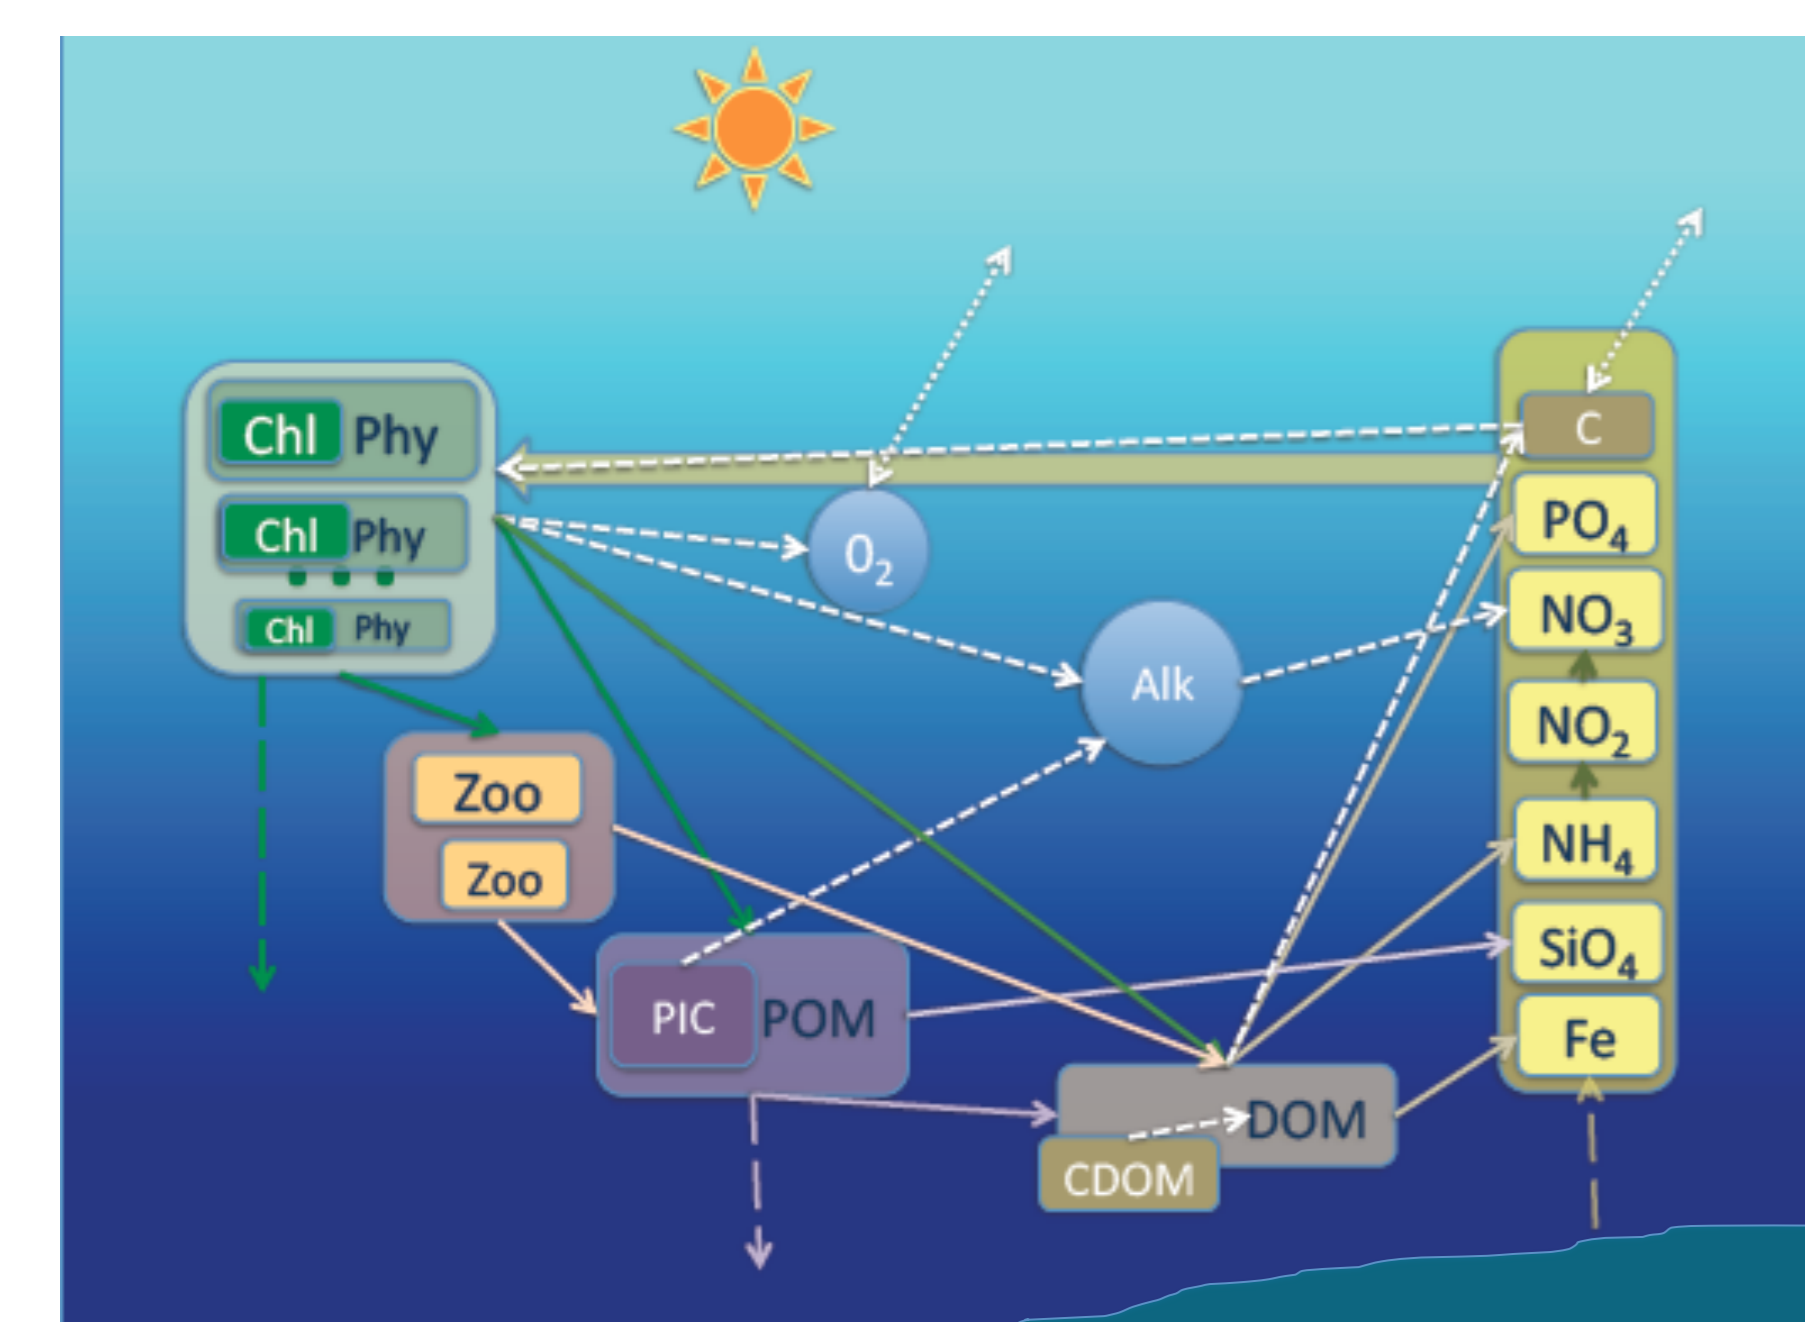 Chl Phy
Chl Phy
Chl Phy
Zoo
Zoo
PIC POM
O₂
Alk
DOM
CDOM
C
PO₄
NO₃
NO₂
NH₄
SiO₄
Fe